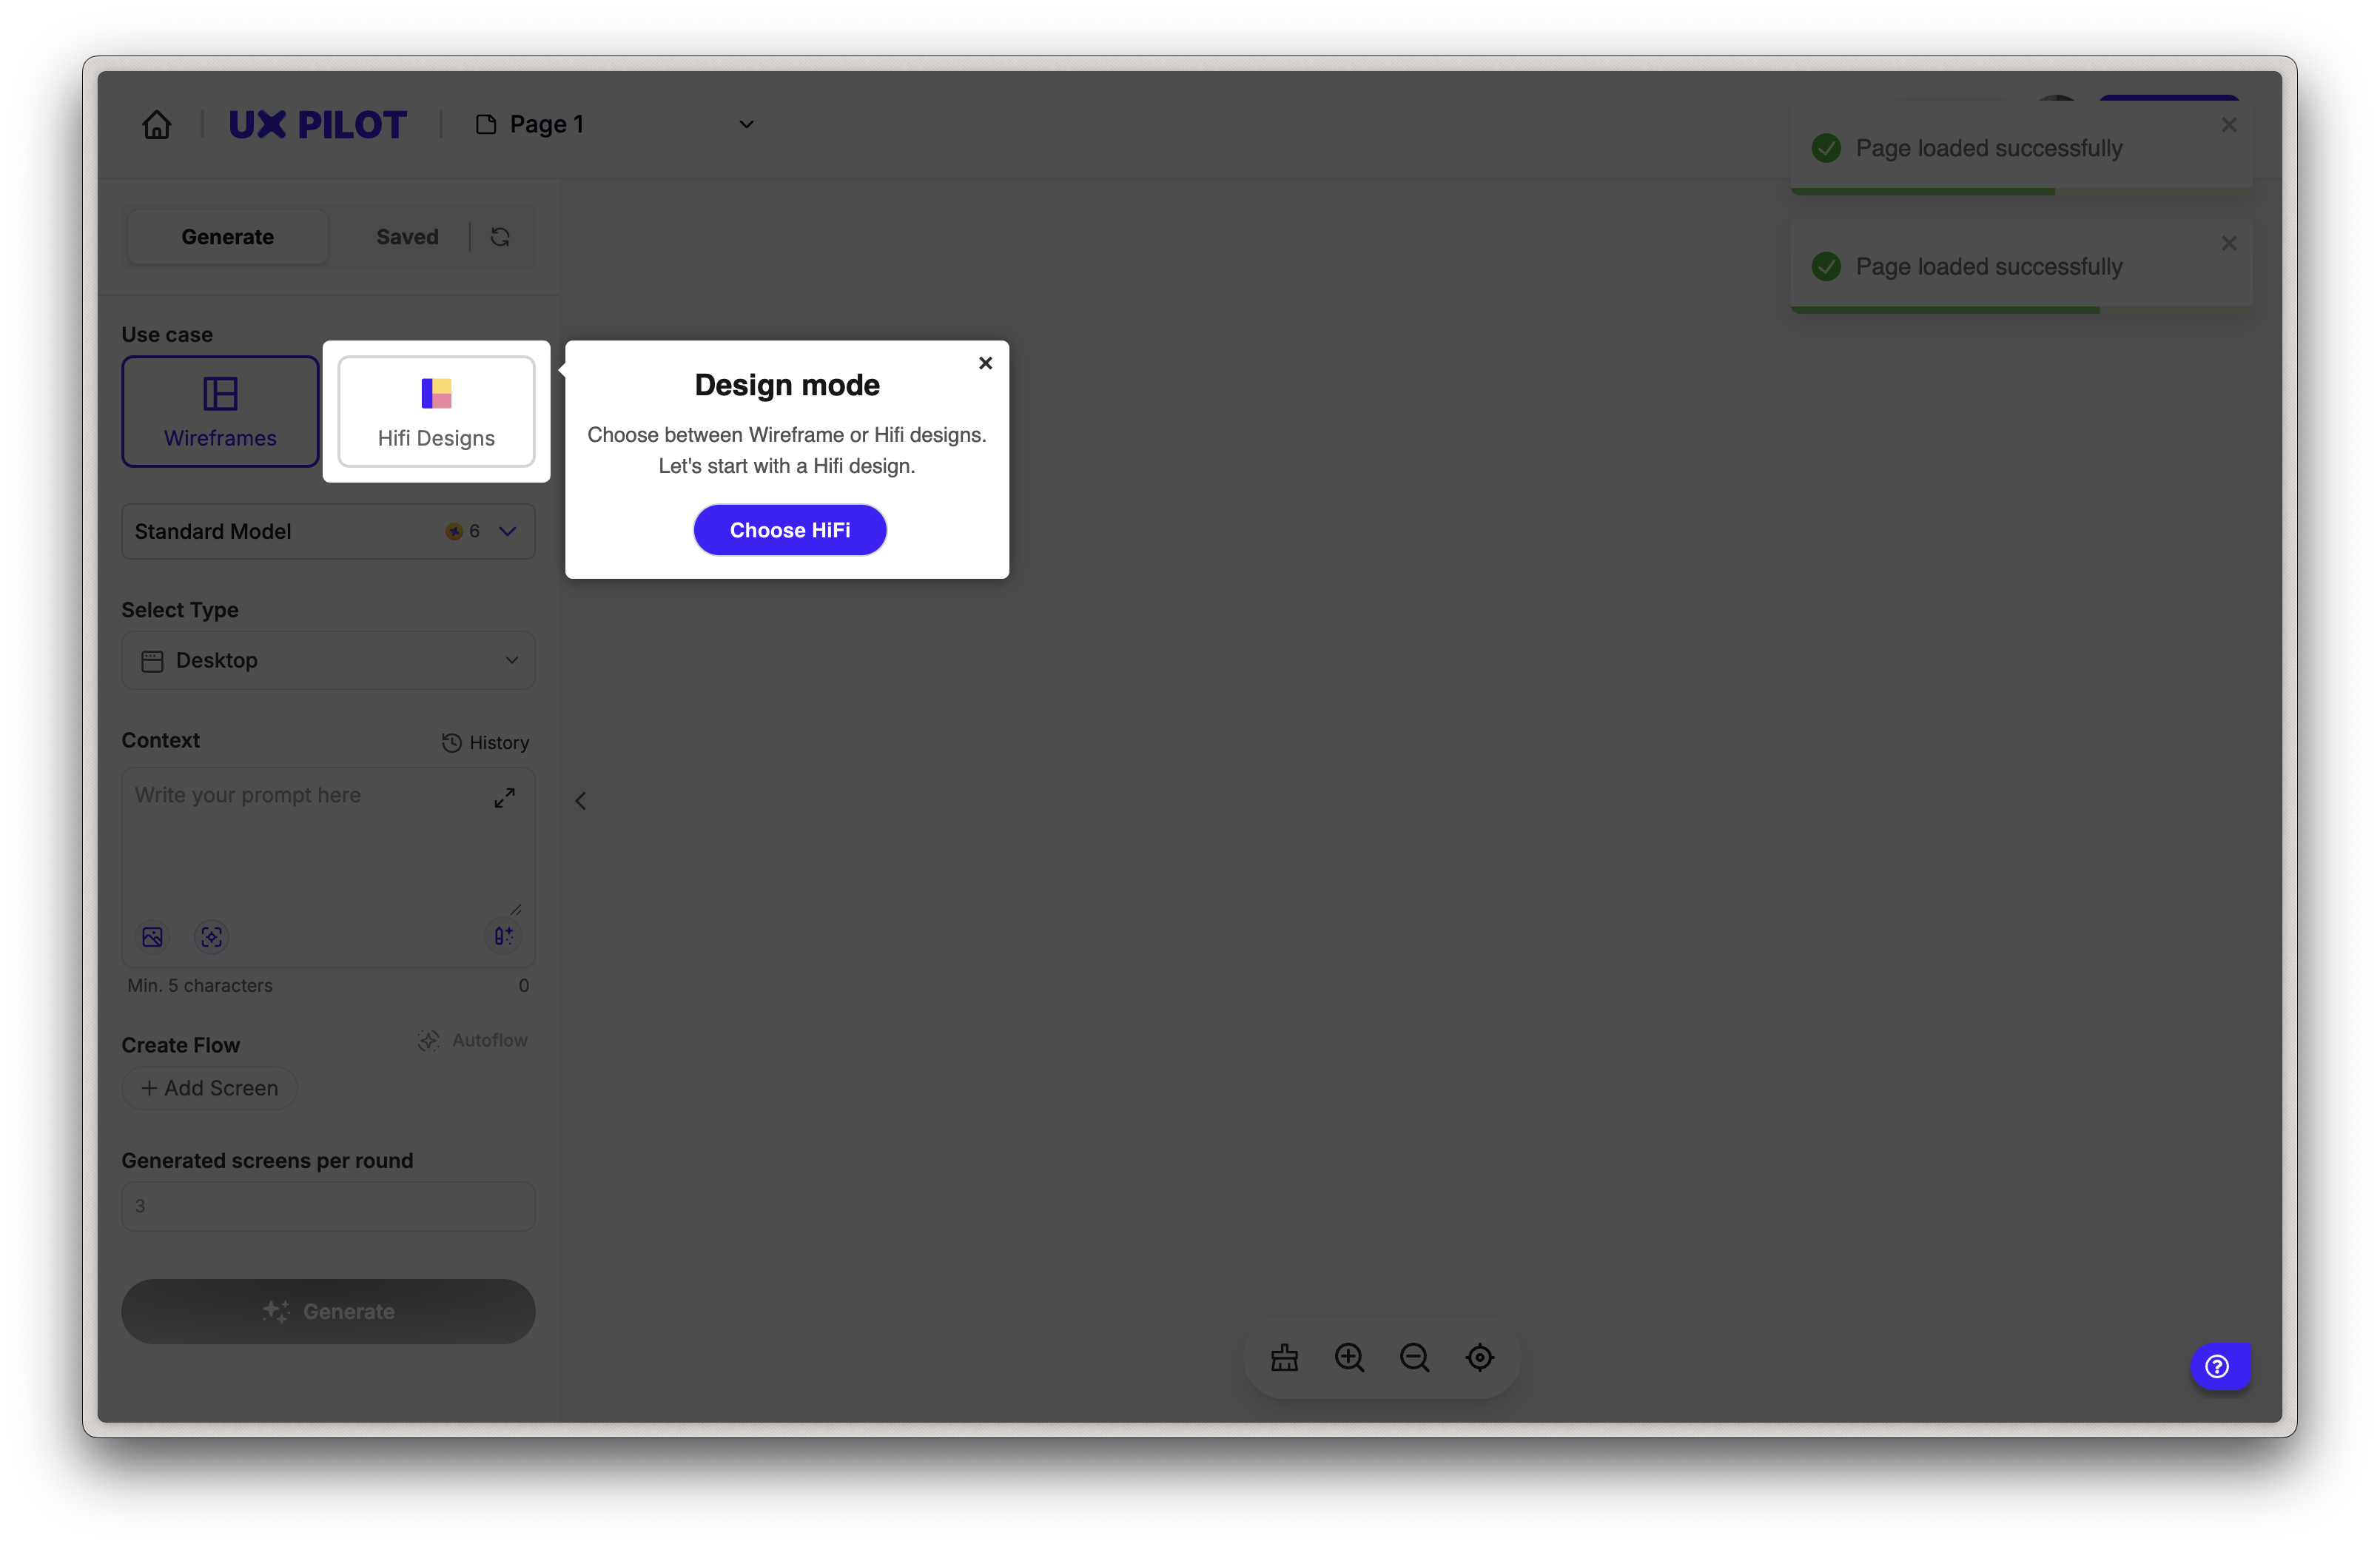 UX PILOT
Page 1
Page loaded successfully
Page loaded successfully
Generate
Saved
Use case
Wireframes
Hifi Designs
Design mode
Choose between Wireframe or Hifi designs.
Let's start with a Hifi design.
Choose HiFi
Standard Model
6
Select Type
Desktop
Context
History
Write your prompt here
Min. 5 characters
0
Create Flow
Autoflow
+ Add Screen
Generated screens per round
3
Generate